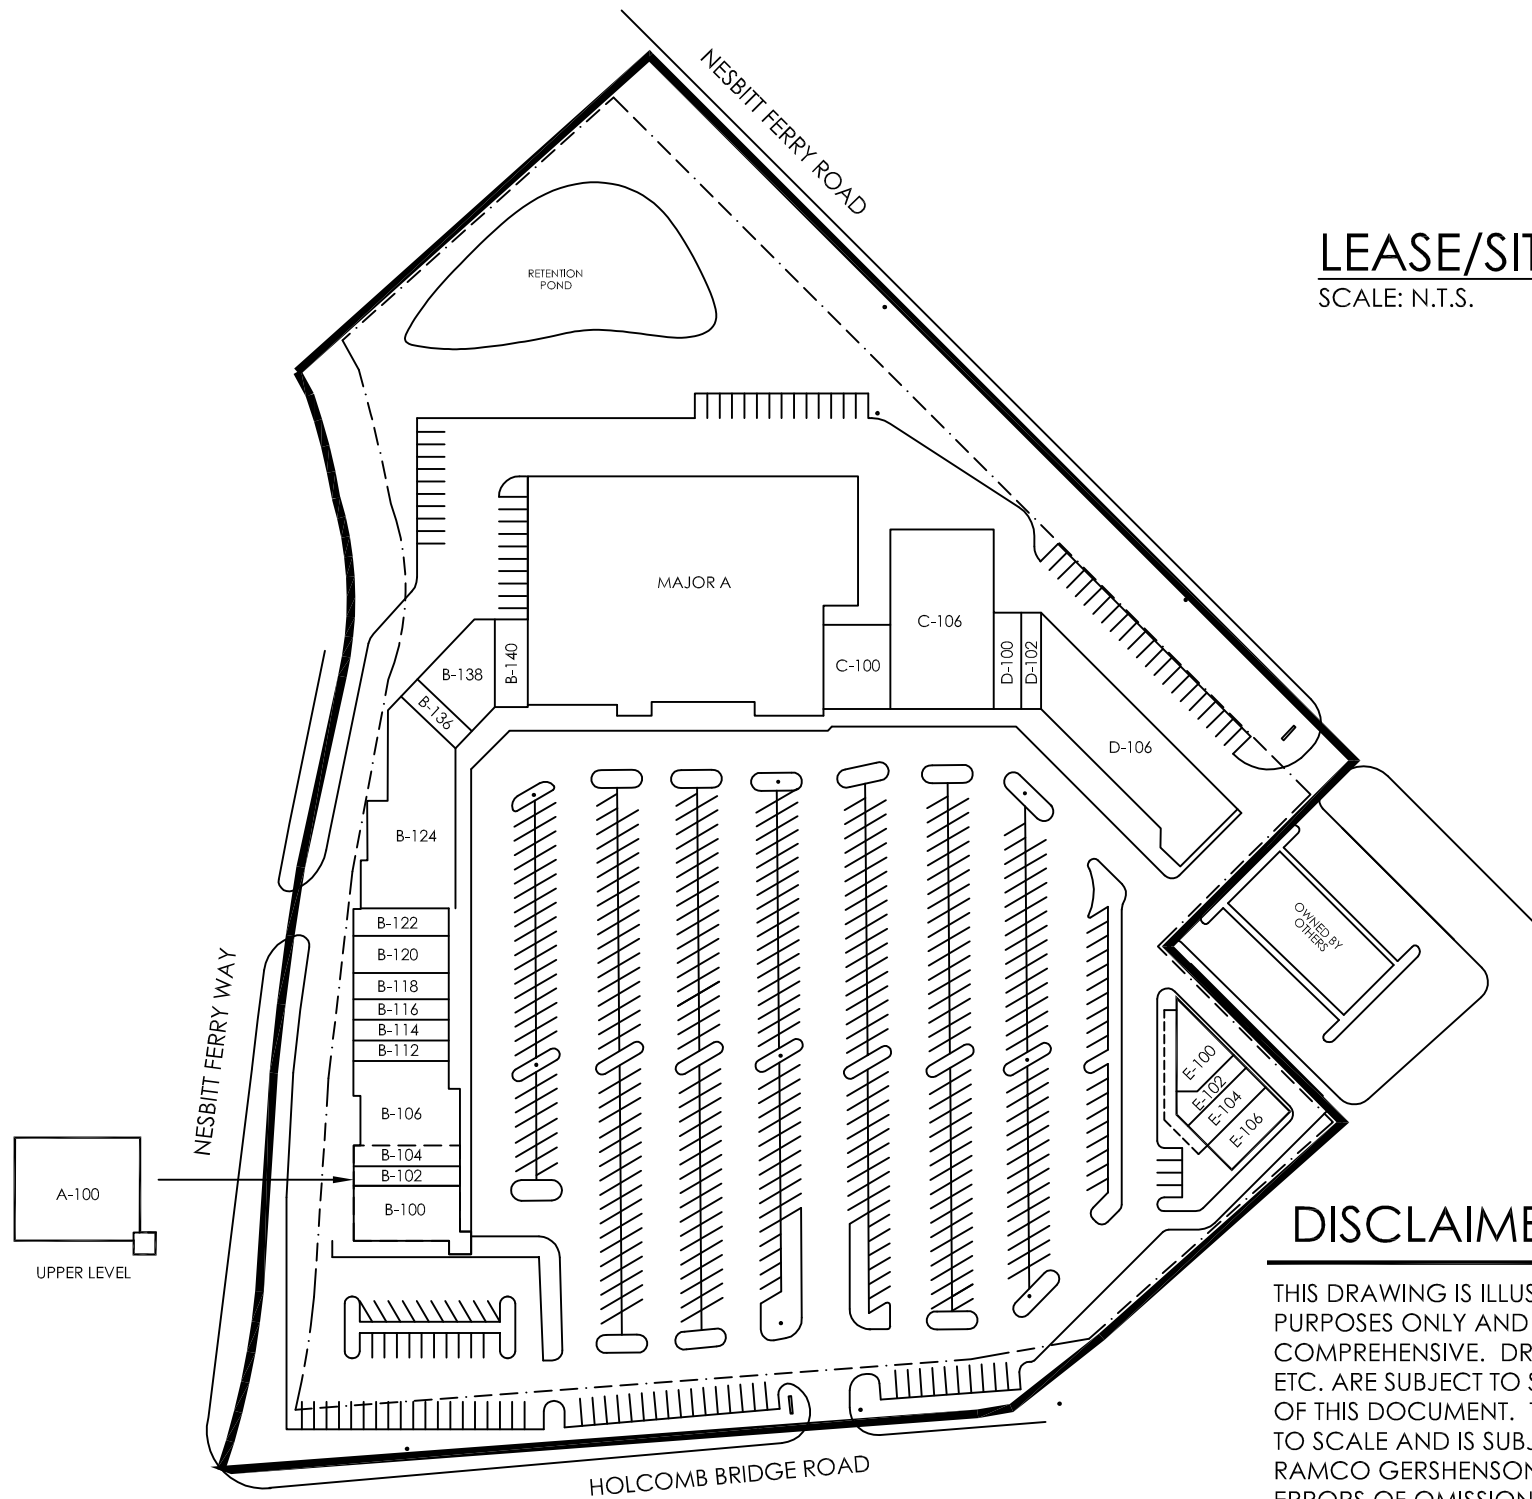 NESBITT FERRY ROAD
LEASE/SIT
SCALE: N.T.S.
RETENTION
POND
MAJOR A
C-106
C-100
D-100
D-102
B-138
B-140
B-136
D-106
B-124
OWNED BY
OTHERS
B-122
B-120
B-118
B-116
B-114
B-112
B-106
B-104
B-102
B-100
NESBITT FERRY WAY
E-100
E-102
E-104
E-106
A-100
UPPER LEVEL
HOLCOMB BRIDGE ROAD
DISCLAIME
THIS DRAWING IS ILLUS
PURPOSES ONLY AND
COMPREHENSIVE. DR
ETC. ARE SUBJECT TO S
OF THIS DOCUMENT. T
TO SCALE AND IS SUBJ
RAMCO GERSHENSON
ERRORS OF OMISSION